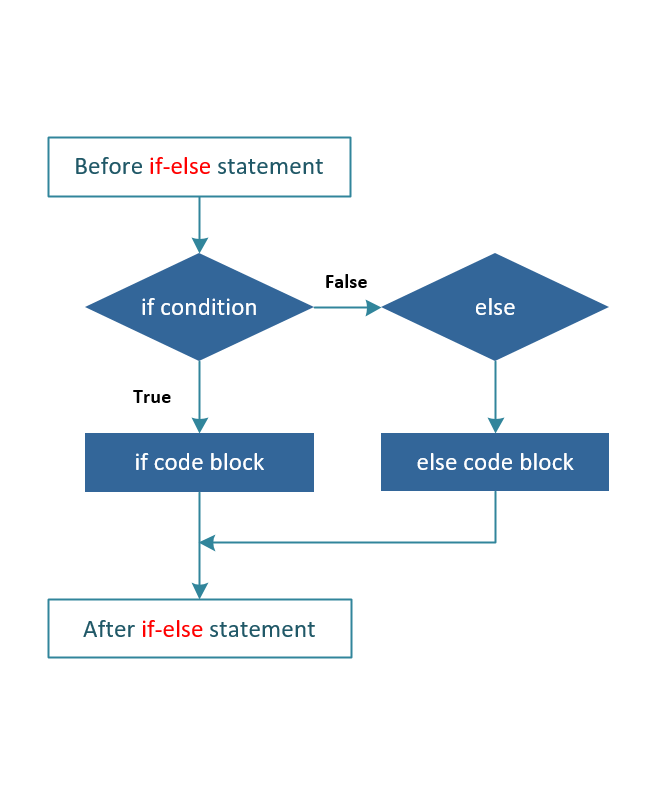 Before if-else statement
False
if condition
else
True
if code block
else code block
After if-else statement